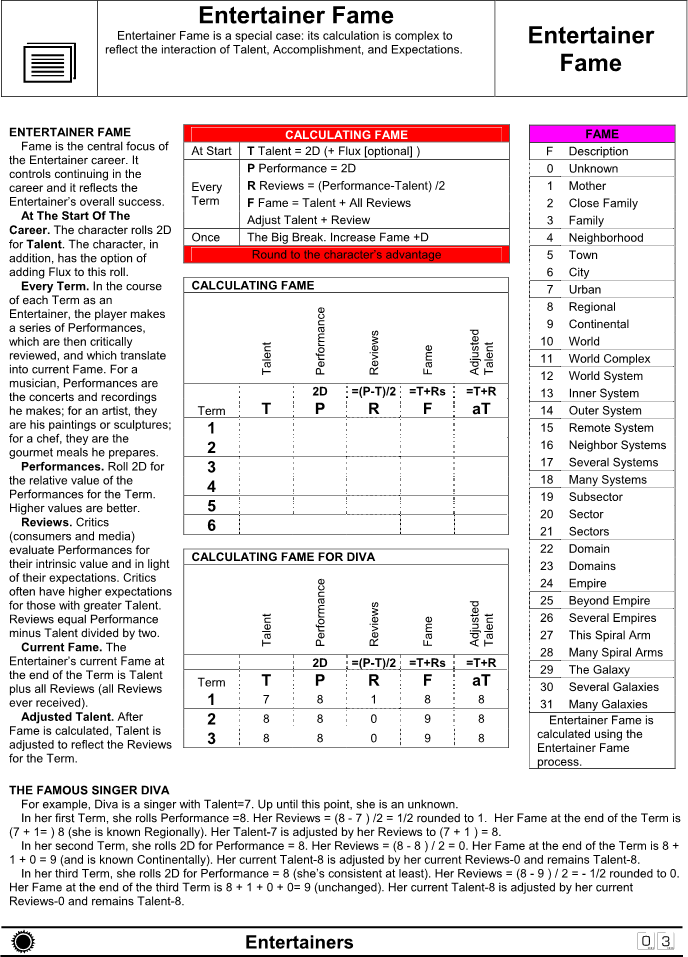 Entertainer Fame
Entertainer Fame is a special case: its calculation is complex to
reflect the interaction of Talent, Accomplishment, and Expectations.
Entertainer
Fame
ENTERTAINER FAME
Fame is the central focus of
the Entertainer career. It
controls continuing in the
career and it reflects the
Entertainer's overall success.
At The Start Of The
Career. The character rolls 2D
for Talent. The character, in
addition, has the option of
adding Flux to this roll.
Every Term. In the course
of each Term as an
Entertainer, the player makes
a series of Performances,
which are then critically
reviewed, and which translate
into current Fame. For a
musician, Performances are
the concerts and recordings
he makes; for an artist, they
are his paintings or sculptures;
for a chef, they are the
gourmet meals he prepares.
Performances. Roll 2D for
the relative value of the
Performances for the Term.
Higher values are better.
Reviews. Critics
(consumers and media)
evaluate Performances for
their intrinsic value and in light
of their expectations. Critics
often have higher expectations
for those with greater Talent.
Reviews equal Performance
minus Talent divided by two.
Current Fame. The
Entertainer's current Fame at
the end of the Term is Talent
plus all Reviews (all Reviews
ever received).
Adjusted Talent. After
Fame is calculated, Talent is
adjusted to reflect the Reviews
for the Term.
CALCULATING FAME
At Start T Talent = 2D (+ Flux [optional] )
Every
Term
P Performance = 2D
R Reviews = (Performance-Talent) /2
F Fame = Talent + All Reviews
Adjust Talent + Review
Once The Big Break. Increase Fame +D
Round to the character's advantage
CALCULATING FAME
Talent Performance Reviews Fame Adjusted Talent
2D =(P-T)/2 =T+Rs =T+R
Term T P R F aT
1
2
3
4
5
6
CALCULATING FAME FOR DIVA
Talent Performance Reviews Fame Adjusted Talent
2D =(P-T)/2 =T+Rs =T+R
Term T P R F aT
1 7 8 1 8 8
2 8 8 0 9 8
3 8 8 0 9 8
FAME
F Description
0 Unknown
1 Mother
2 Close Family
3 Family
4 Neighborhood
5 Town
6 City
7 Urban
8 Regional
9 Continental
10 World
11 World Complex
12 World System
13 Inner System
14 Outer System
15 Remote System
16 Neighbor Systems
17 Several Systems
18 Many Systems
19 Subsector
20 Sector
21 Sectors
22 Domain
23 Domains
24 Empire
25 Beyond Empire
26 Several Empires
27 This Spiral Arm
28 Many Spiral Arms
29 The Galaxy
30 Several Galaxies
31 Many Galaxies
Entertainer Fame is
calculated using the
Entertainer Fame
process.
THE FAMOUS SINGER DIVA
For example, Diva is a singer with Talent=7. Up until this point, she is an unknown.
In her first Term, she rolls Performance =8. Her Reviews = (8 - 7 ) /2 = 1/2 rounded to 1. Her Fame at the end of the Term is
(7 + 1= ) 8 (she is known Regionally). Her Talent-7 is adjusted by her Reviews to (7 + 1 ) = 8.
In her second Term, she rolls 2D for Performance = 8. Her Reviews = (8 - 8 ) / 2 = 0. Her Fame at the end of the Term is 8 +
1 + 0 = 9 (and is known Continentally). Her current Talent-8 is adjusted by her current Reviews-0 and remains Talent-8.
In her third Term, she rolls 2D for Performance = 8 (she's consistent at least). Her Reviews = (8 - 9 ) / 2 = - 1/2 rounded to 0.
Her Fame at the end of the third Term is 8 + 1 + 0 + 0= 9 (unchanged). Her current Talent-8 is adjusted by her current
Reviews-0 and remains Talent-8.
Entertainers
03